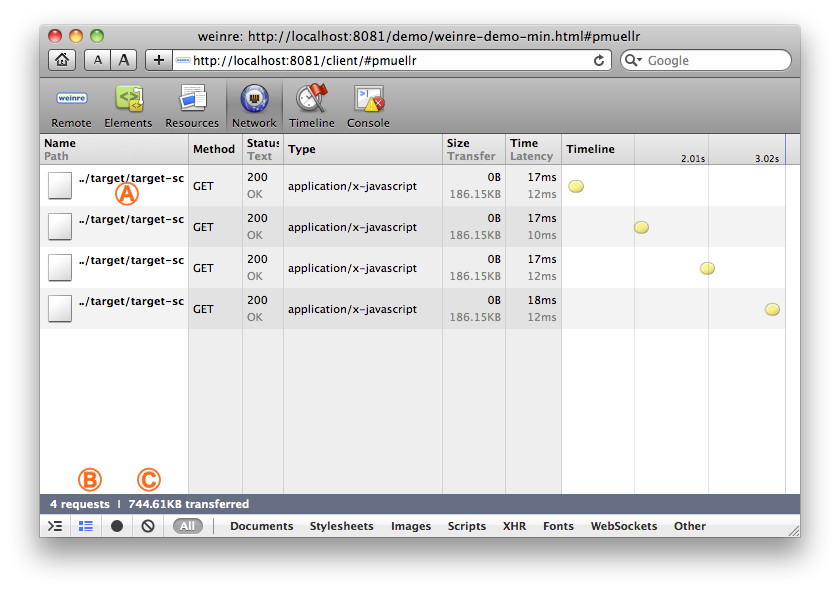 weinre: http://localhost:8081/demo/weinre-demo-min.html#pmuellr
A A + http://localhost:8081/client/#pmuellr Google
weinre
Remote Elements Resources Network Timeline Console
Name Method Status Type Size Time Timeline
Path Text Transfer Latency 2.01s 3.02s
../target/target-sc GET 200 application/x-javascript 0B 17ms
OK 186.15KB 12ms
A
../target/target-sc GET 200 application/x-javascript 0B 17ms
OK 186.15KB 10ms
../target/target-sc GET 200 application/x-javascript 0B 17ms
OK 186.15KB 12ms
../target/target-sc GET 200 application/x-javascript 0B 18ms
OK 186.15KB 12ms
B C
4 requests | 744.61KB transferred
All Documents Stylesheets Images Scripts XHR Fonts WebSockets Other